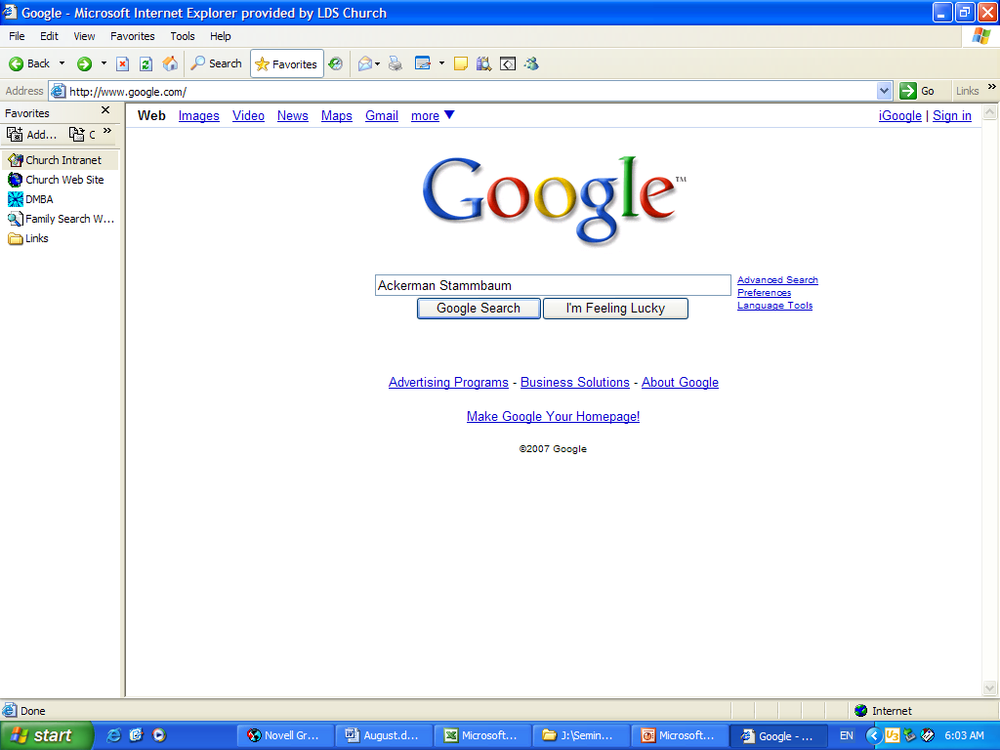 Google - Microsoft Internet Explorer provided by LDS Church
File Edit View Favorites Tools Help
Back Search Favorites
Address http://www.google.com/ Go Links »
Favorites
Add... C »
Church Intranet
Church Web Site
DMBA
Family Search W...
Links
Web Images Video News Maps Gmail more ▼ iGoogle | Sign in
Google™
Ackerman Stammbaum
Advanced Search
Preferences
Language Tools
Google Search I'm Feeling Lucky
Advertising Programs - Business Solutions - About Google
Make Google Your Homepage!
©2007 Google
Done Internet
start Novell Gr... August.d... Microsoft... J:\Semin... Microsoft... Google - ... EN U3 6:03 AM